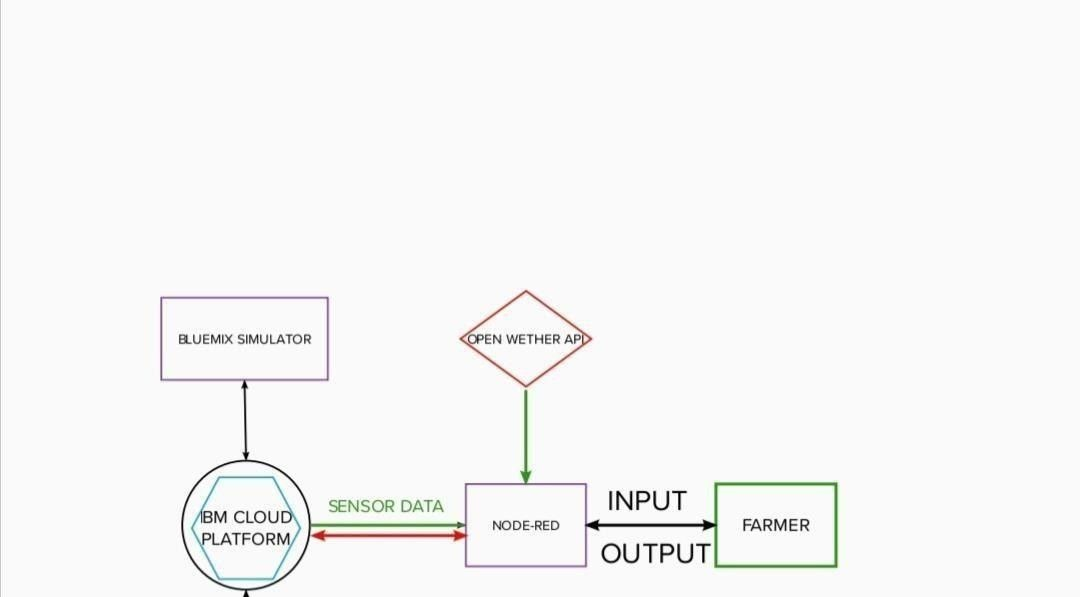 BLUEMIX SIMULATOR
OPEN WETHER API
IBM CLOUD
PLATFORM
SENSOR DATA
NODE-RED
INPUT
OUTPUT
FARMER